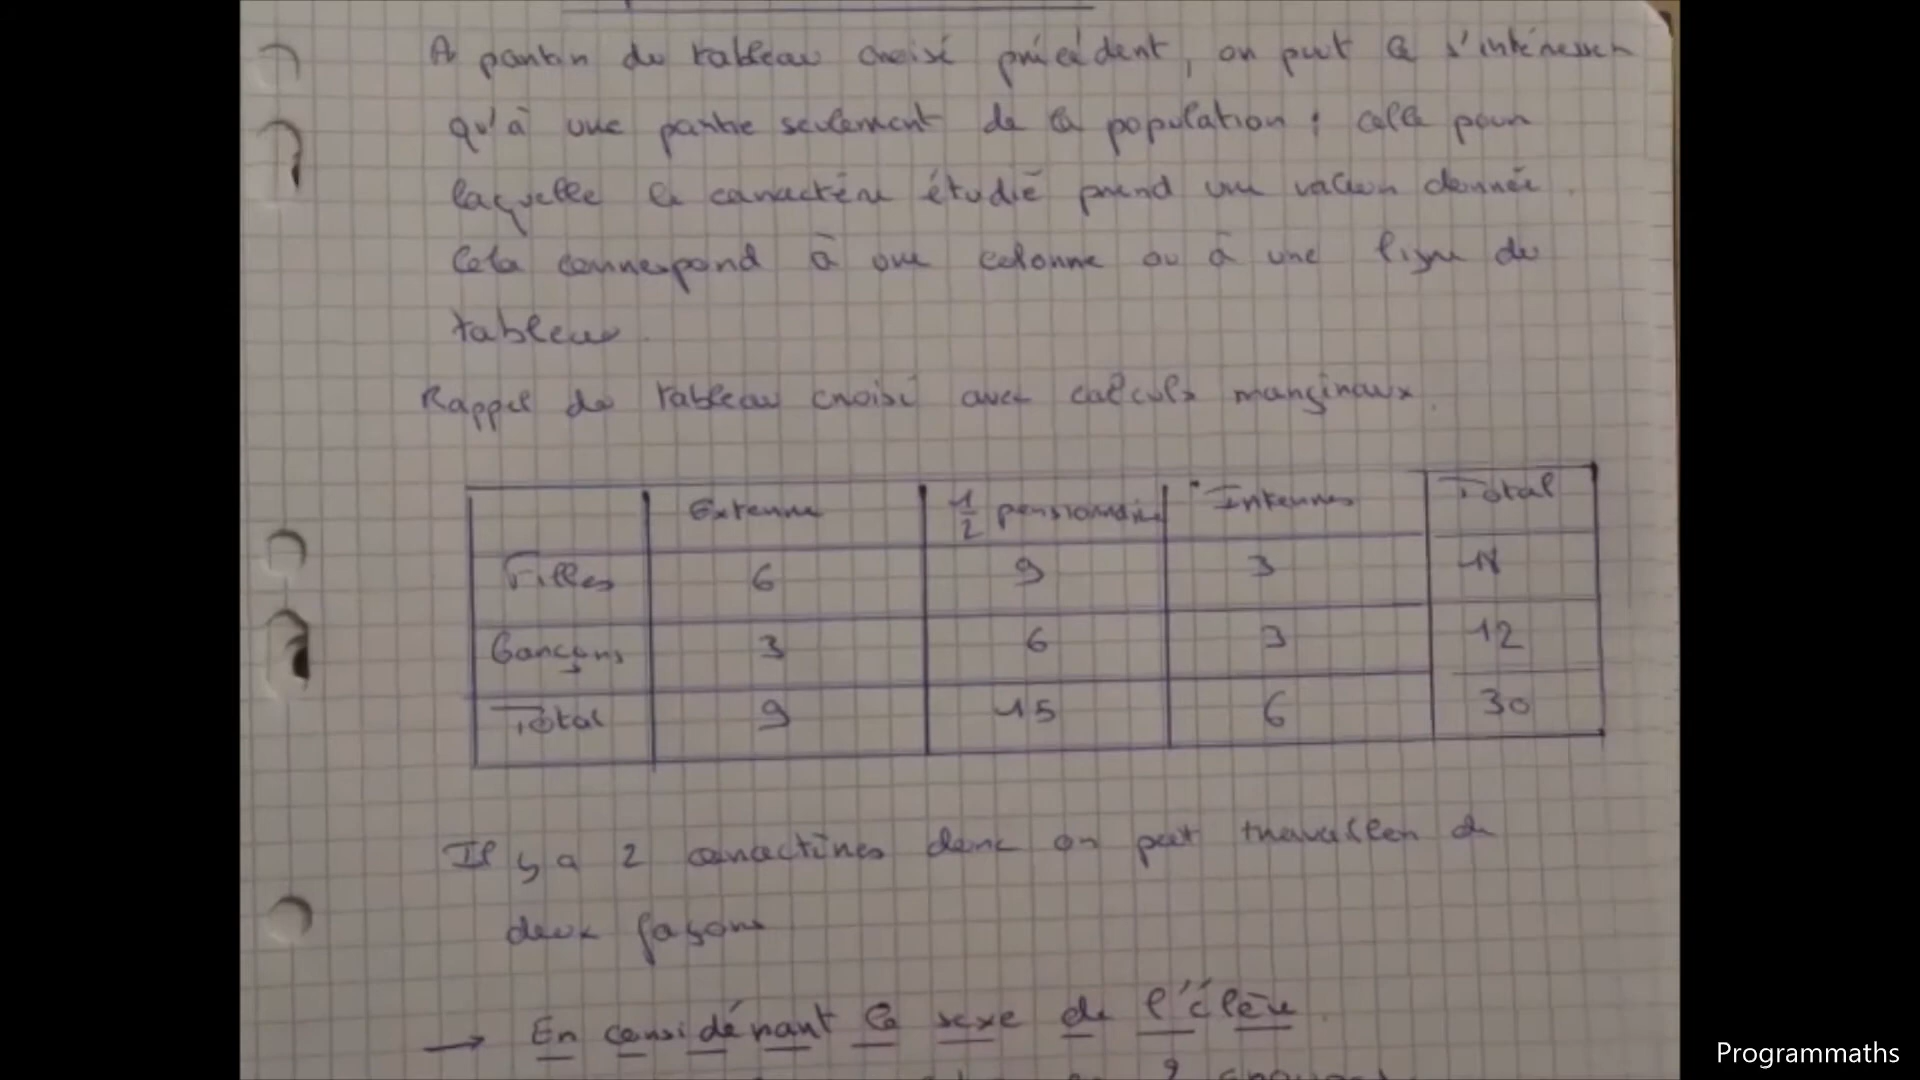 A partir du tableau croisé précédent, on peut ne s'intéresser
qu'à une partie seulement de la population ; celle pour
laquelle le caractère étudié prend une valeur donnée.
Cela correspond à une colonne ou à une ligne du
tableau.
Rappel du tableau croisé avec calculs marginaux.
Externe ½ pensionnaire Internes Total
Filles 6 9 3 18
Garçons 3 6 3 12
Total 9 15 6 30
Il y a 2 caractères donc on peut travailler de
deux façons
→ En considérant le sexe de l'élève.
Programmaths